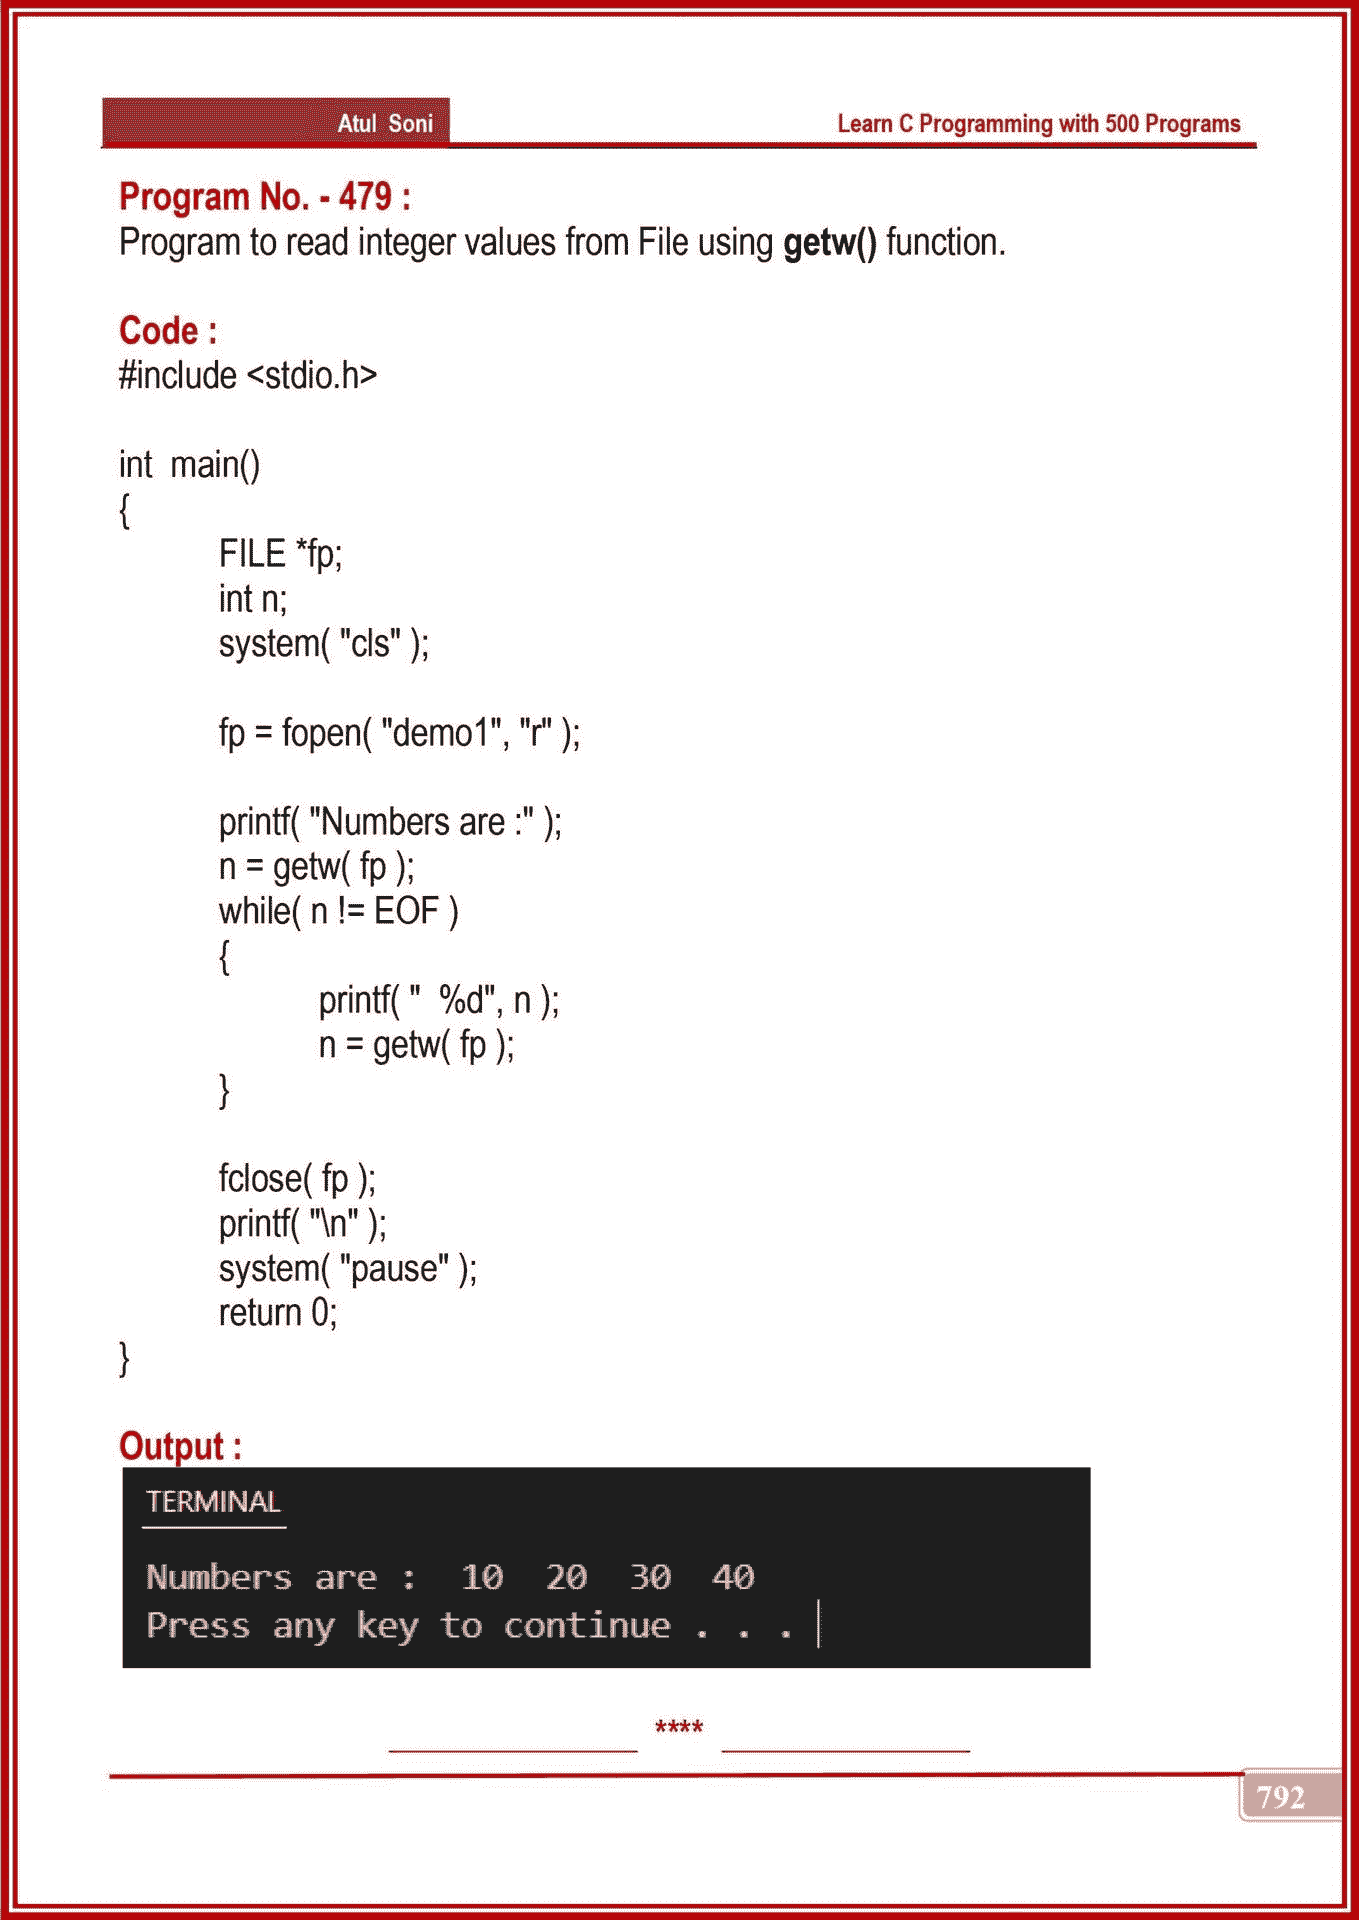 Atul Soni
Learn C Programming with 500 Programs
Program No. - 479 :
Program to read integer values from File using getw() function.
Code :
#include <stdio.h>
int main()
{
FILE *fp;
int n;
system( "cls" );
fp = fopen( "demo1", "r" );
printf( "Numbers are :" );
n = getw( fp );
while( n != EOF )
{
printf( "  %d", n );
n = getw( fp );
}
fclose( fp );
printf( "\n" );
system( "pause" );
return 0;
}
Output :
TERMINAL
Numbers are :  10  20  30  40
Press any key to continue . . .
****
792